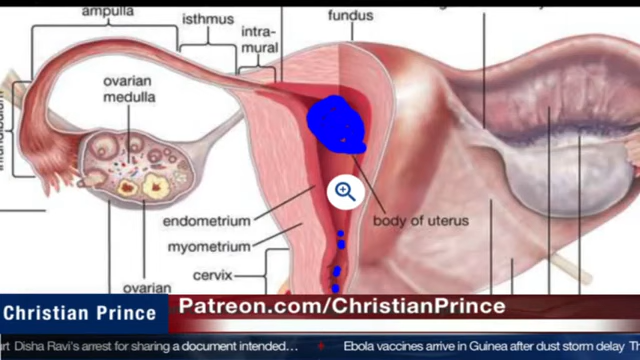 ampulla
isthmus
intra-
mural
fundus
ovarian
medulla
endometrium
myometrium
cervix
body of uterus
ovarian
Patreon.com/ChristianPrince
Christian Prince
rt Disha Ravi's arrest for sharing a document intended... Ebola vaccines arrive in Guinea after dust storm delay